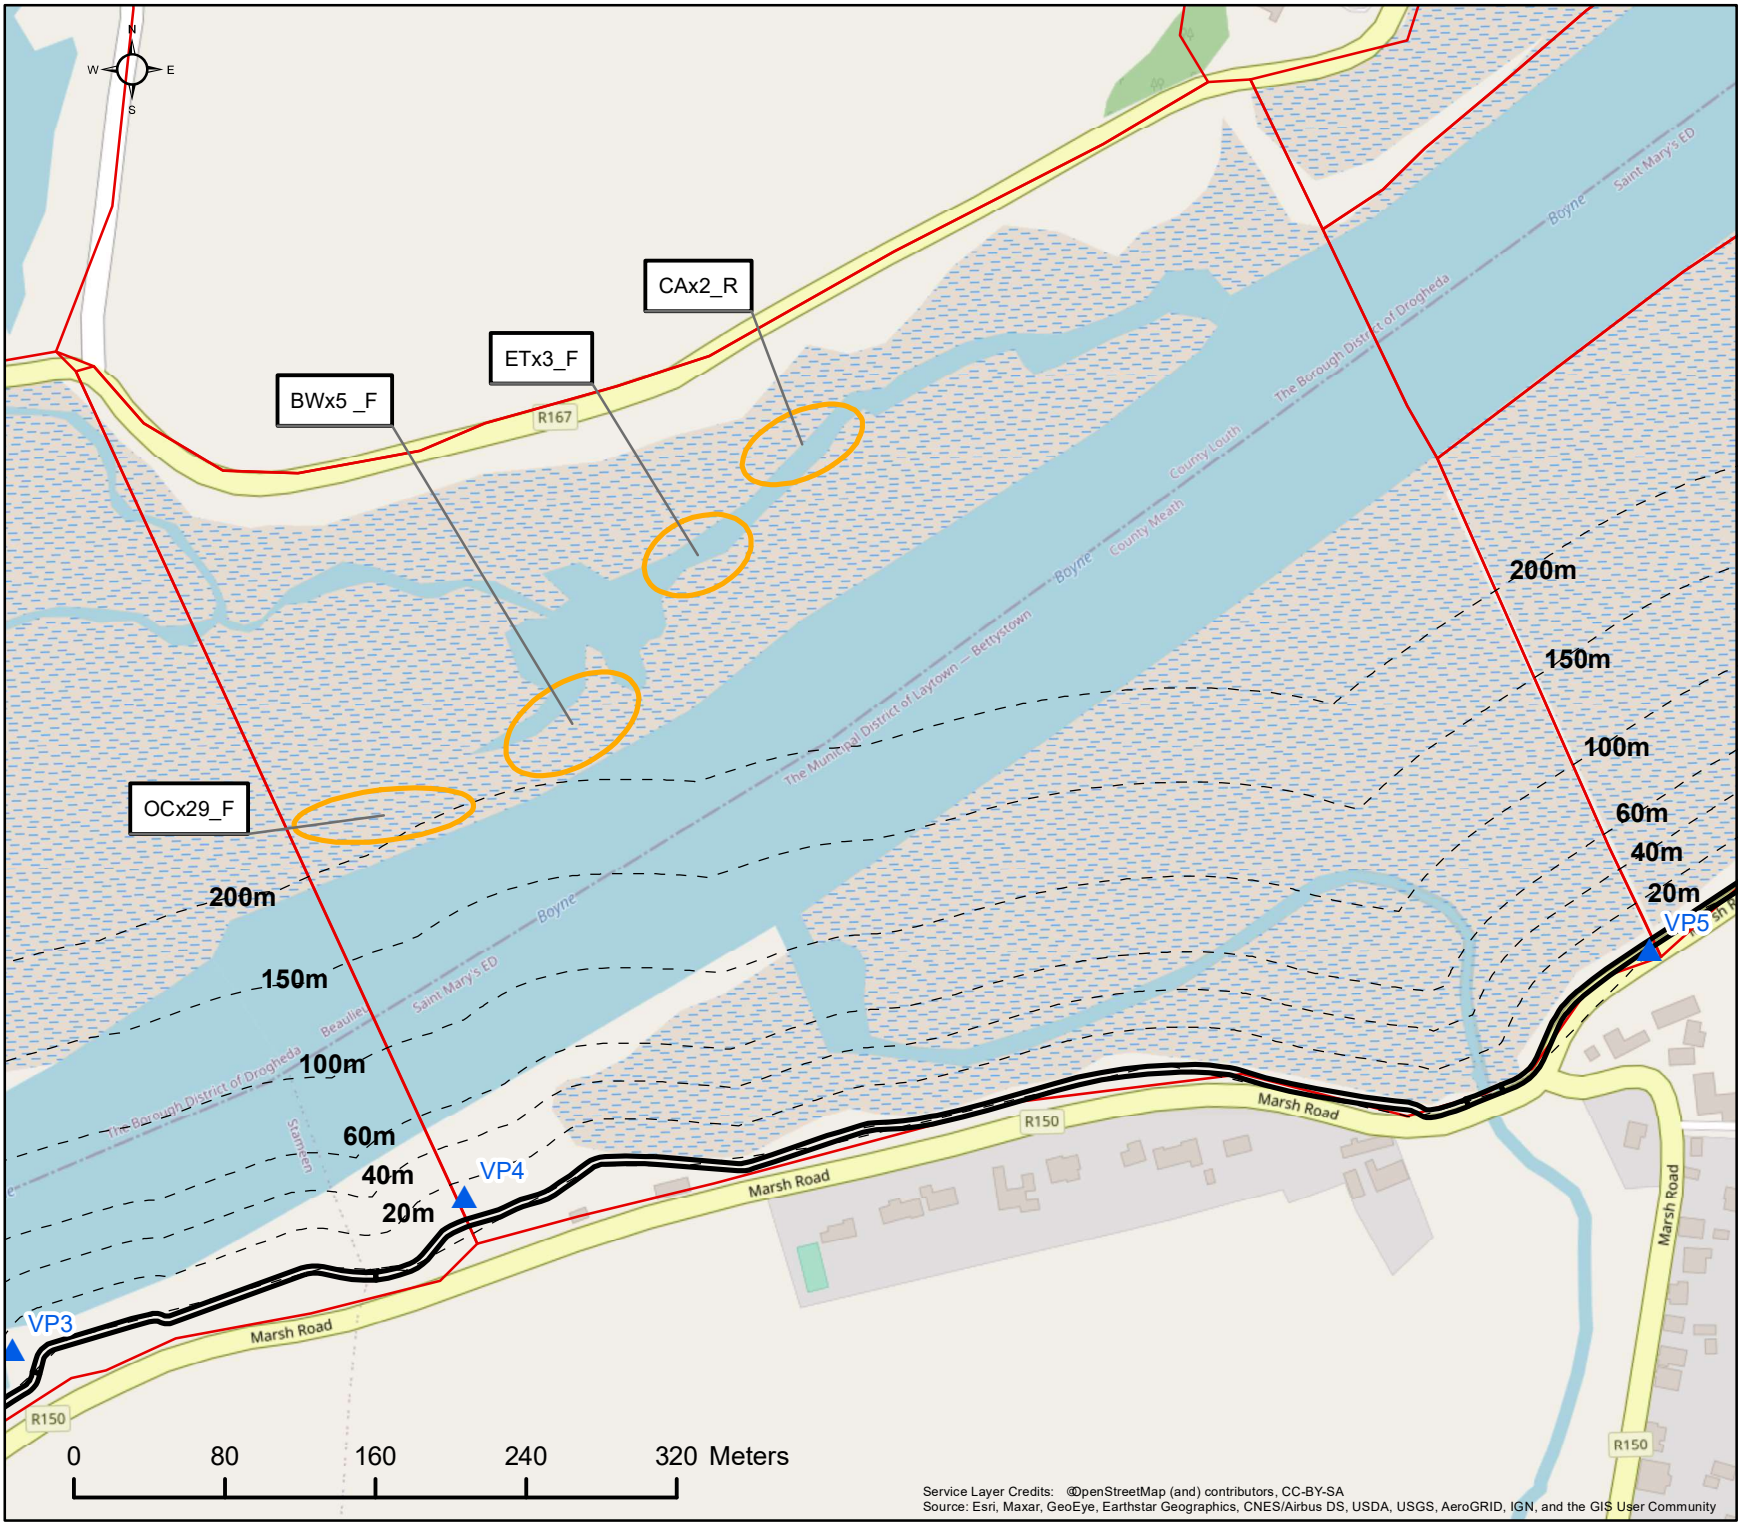 N
W E
S
Saint Mary's ED
Boyne
CAx2_R
The Borough District of Drogheda
ETx3_F
BWx5 _F
R167
County Louth
County Meath
Boyne
200m
The Municipal District of Laytown — Bettystown
150m
100m
OCx29_F
60m
40m
200m
20m
Boyne
VP5
150m
Saint Mary's ED
Beaulieu
100m
The Borough District of Drogheda
60m
Stameen
R150
Marsh Road
40m
VP4
Marsh Road
20m
Marsh Road
VP3
Marsh Road
R150
R150
0 80 160 240 320 Meters
Service Layer Credits: ©OpenStreetMap (and) contributors, CC-BY-SA
Source: Esri, Maxar, GeoEye, Earthstar Geographics, CNES/Airbus DS, USDA, USGS, AeroGRID, IGN, and the GIS User Community